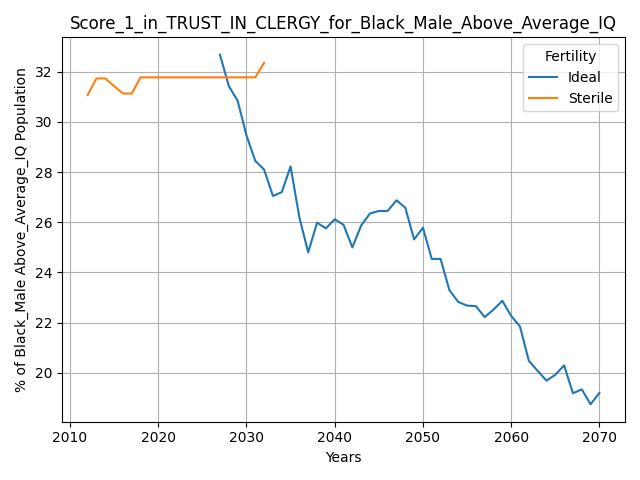 Score_1_in_TRUST_IN_CLERGY_for_Black_Male_Above_Average_IQ
% of Black_Male Above_Average_IQ Population
32
30
28
26
24
22
20
Fertility
Ideal
Sterile
2010 2020 2030 2040 2050 2060 2070
Years